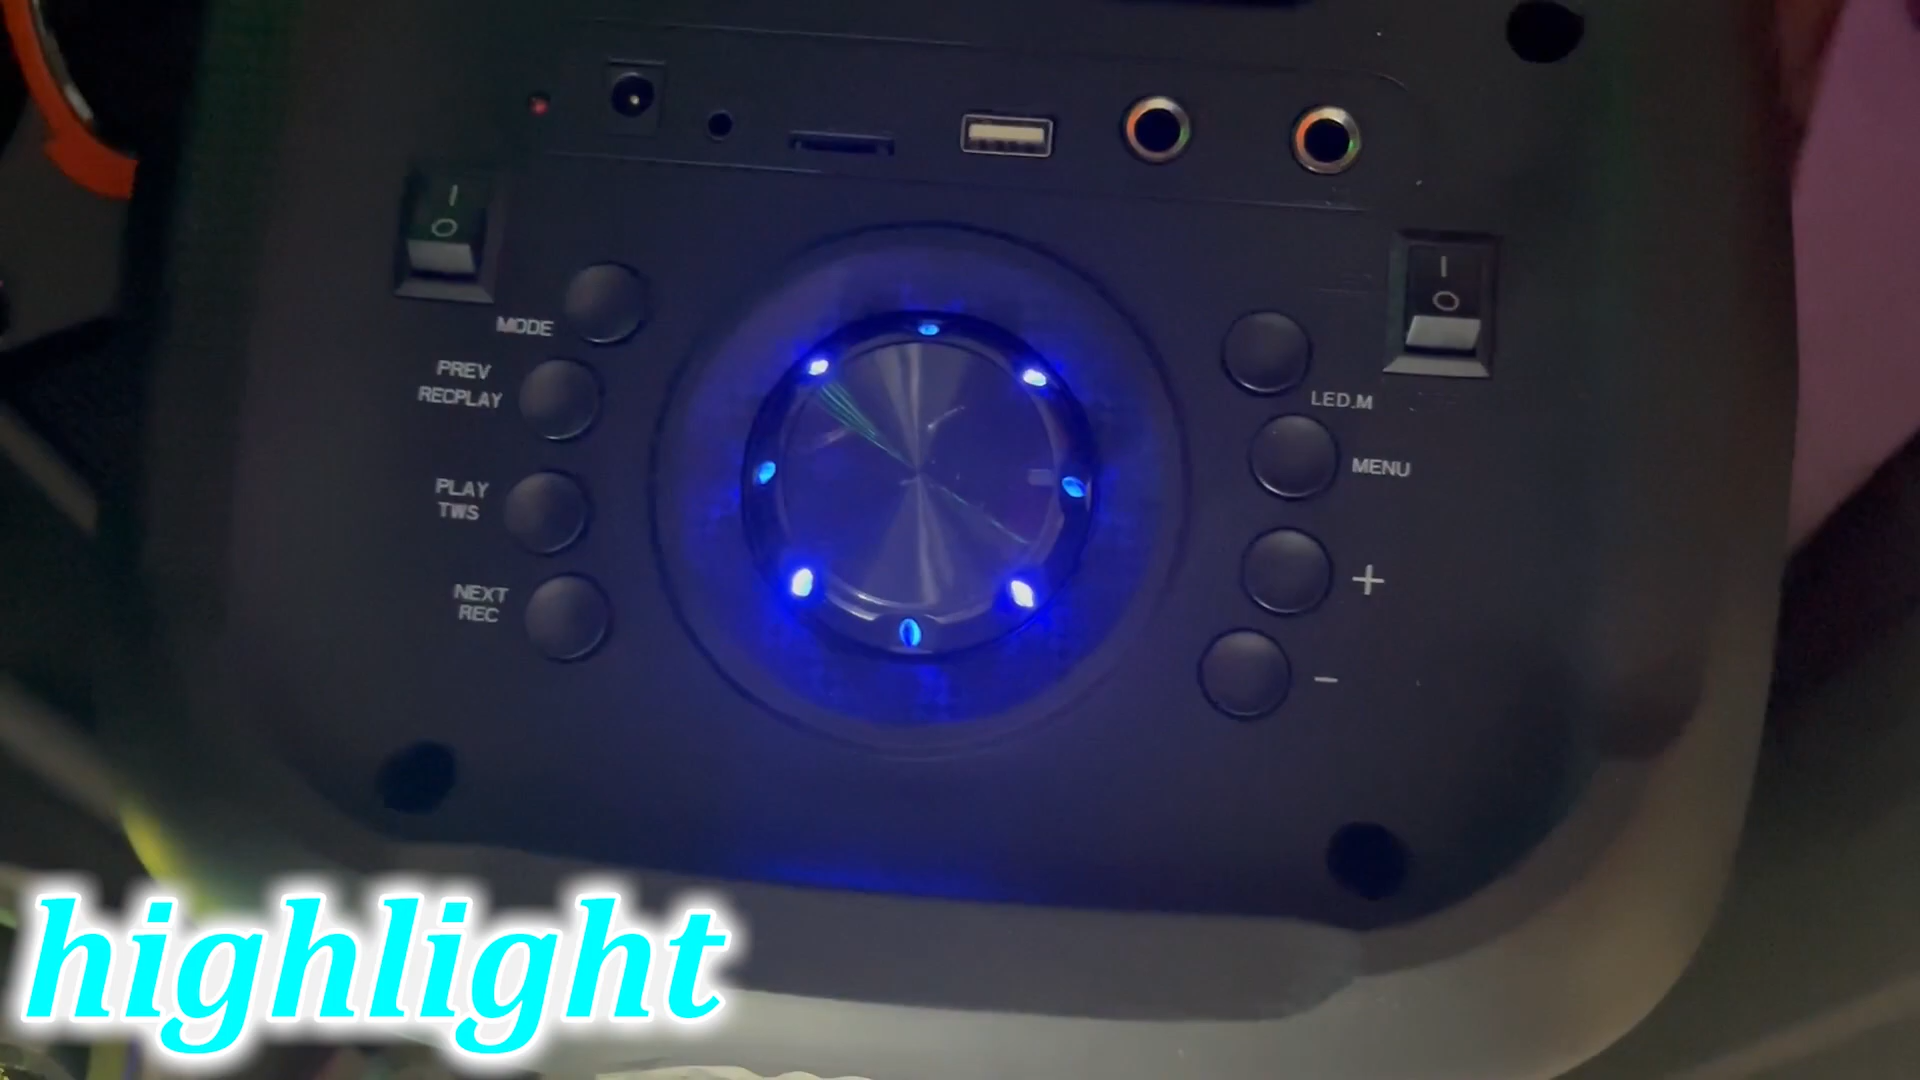 MODE
PREV
RECPLAY
PLAY
TWS
NEXT
REC
LED.M
MENU
+
−
highlight